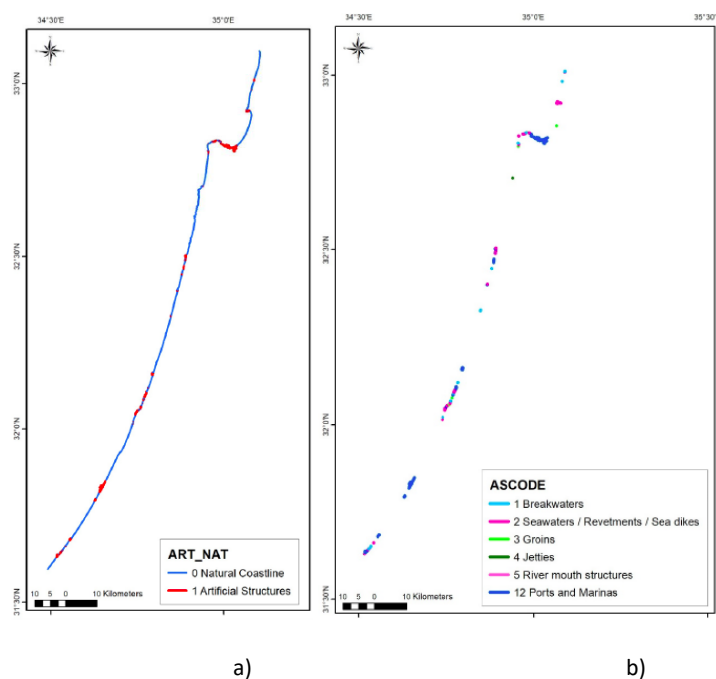 34°30'E
35°0'E
b)
34°30'E
35°0'E
33°0'N
33°0'N
32°30'N
32°30'N
32°0'N
32°0'N
31°30'N
31°30'N
ART_NAT
0 Natural Coastline
1 Artificial Structures
10 5 0 10 Kilometers
ASCODE
1 Breakwaters
2 Seawaters / Revetments / Sea dikes
3 Groins
4 Jetties
5 River mouth structures
12 Ports and Marinas
10 5 0 10 Kilometers
a)
b)